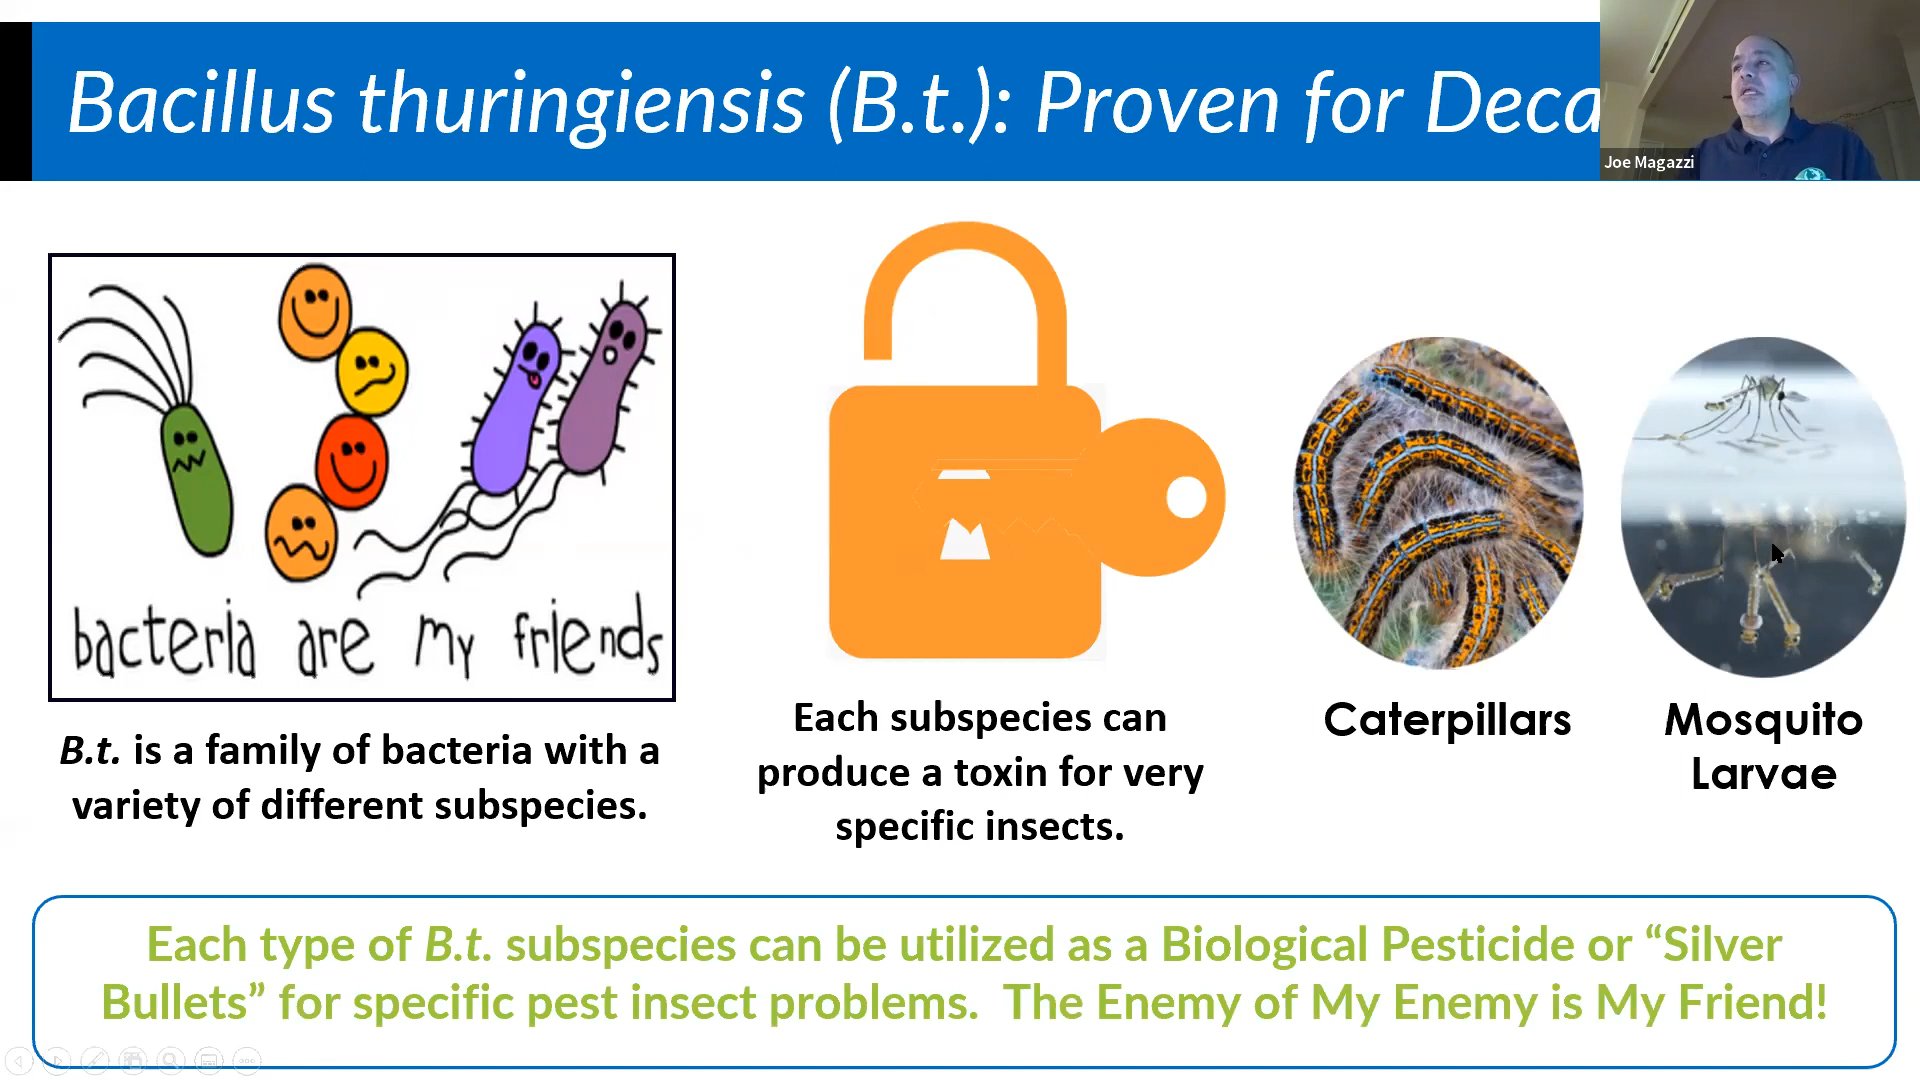 Bacillus thuringiensis (B.t.): Proven for Deca
Joe Magazzi
bacteria are my friends
B.t. is a family of bacteria with a
variety of different subspecies.
Each subspecies can
produce a toxin for very
specific insects.
Caterpillars
Mosquito
Larvae
Each type of B.t. subspecies can be utilized as a Biological Pesticide or “Silver
Bullets” for specific pest insect problems.  The Enemy of My Enemy is My Friend!